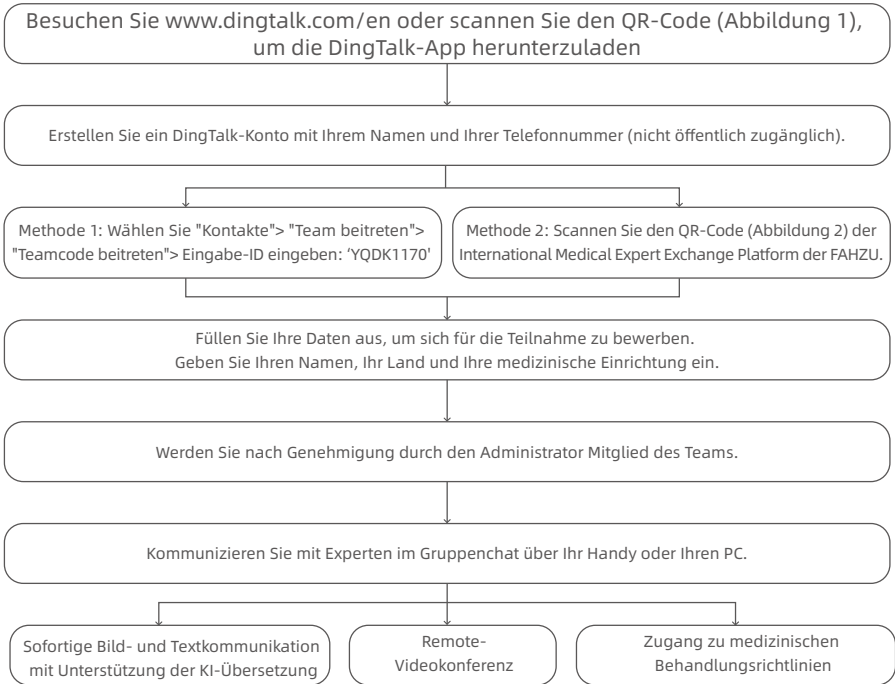 Besuchen Sie www.dingtalk.com/en oder scannen Sie den QR-Code (Abbildung 1),
um die DingTalk-App herunterzuladen
Erstellen Sie ein DingTalk-Konto mit Ihrem Namen und Ihrer Telefonnummer (nicht öffentlich zugänglich).
Methode 1: Wählen Sie "Kontakte"> "Team beitreten">
"Teamcode beitreten"> Eingabe-ID eingeben: ‘YQDK1170'
Methode 2: Scannen Sie den QR-Code (Abbildung 2) der
International Medical Expert Exchange Platform der FAHZU.
Füllen Sie Ihre Daten aus, um sich für die Teilnahme zu bewerben.
Geben Sie Ihren Namen, Ihr Land und Ihre medizinische Einrichtung ein.
Werden Sie nach Genehmigung durch den Administrator Mitglied des Teams.
Kommunizieren Sie mit Experten im Gruppenchat über Ihr Handy oder Ihren PC.
Sofortige Bild- und Textkommunikation
mit Unterstützung der KI-Übersetzung
Remote-
Videokonferenz
Zugang zu medizinischen
Behandlungsrichtlinien